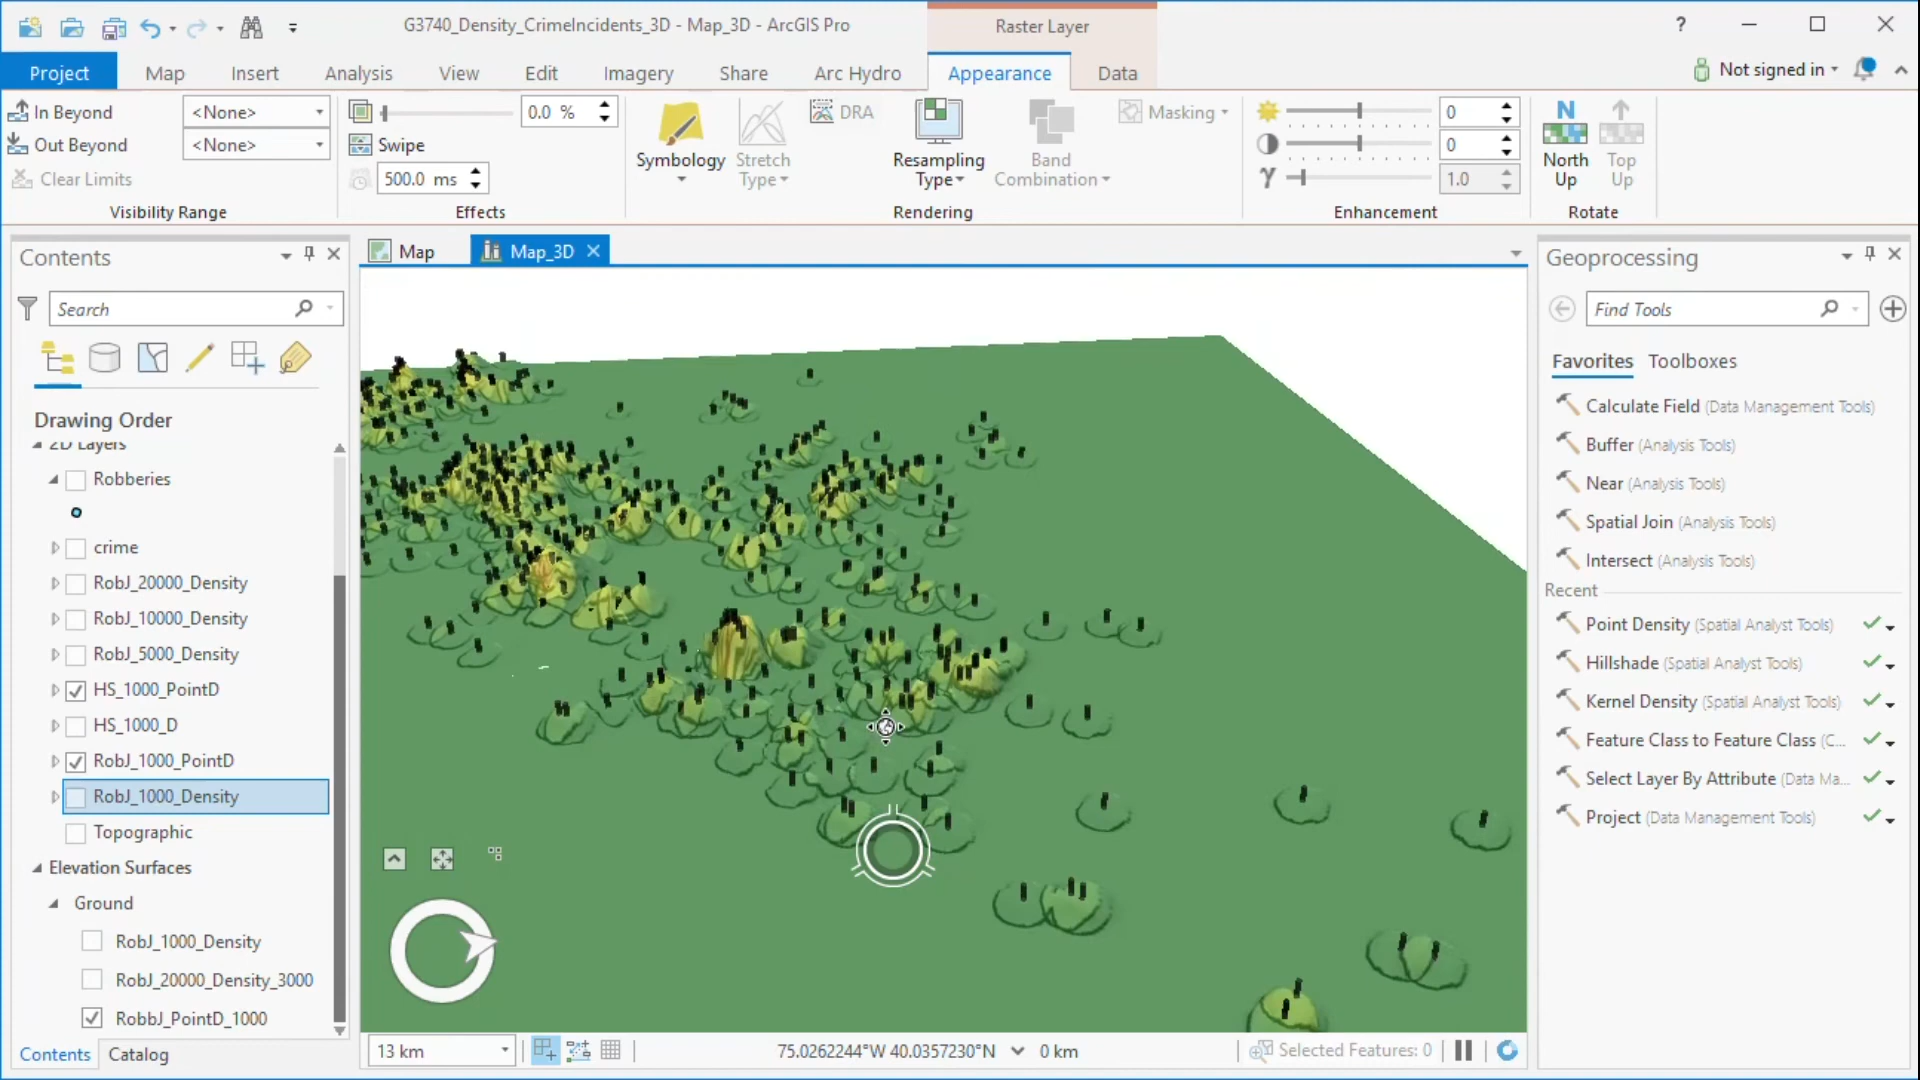 G3740_Density_CrimeIncidents_3D - Map_3D - ArcGIS Pro
Raster Layer
?
Project
Map
Insert
Analysis
View
Edit
Imagery
Share
Arc Hydro
Appearance
Data
Not signed in
In Beyond
<None>
Out Beyond
<None>
Clear Limits
Visibility Range
0.0 %
Swipe
500.0 ms
Effects
Symbology
Stretch
Type
DRA
Resampling
Type
Band
Combination
Masking
Rendering
0
0
γ
1.0
Enhancement
N
North
Up
Top
Up
Rotate
Contents
Search
Drawing Order
2D Layers
Robberies
crime
RobJ_20000_Density
RobJ_10000_Density
RobJ_5000_Density
HS_1000_PointD
HS_1000_D
RobJ_1000_PointD
RobJ_1000_Density
Topographic
Elevation Surfaces
Ground
RobJ_1000_Density
RobJ_20000_Density_3000
RobbJ_PointD_1000
Contents
Catalog
Map
Map_3D
13 km
75.0262244°W 40.0357230°N
0 km
Selected Features: 0
Geoprocessing
Find Tools
Favorites
Toolboxes
Calculate Field (Data Management Tools)
Buffer (Analysis Tools)
Near (Analysis Tools)
Spatial Join (Analysis Tools)
Intersect (Analysis Tools)
Recent
Point Density (Spatial Analyst Tools)
Hillshade (Spatial Analyst Tools)
Kernel Density (Spatial Analyst Tools)
Feature Class to Feature Class (C...
Select Layer By Attribute (Data Ma...
Project (Data Management Tools)